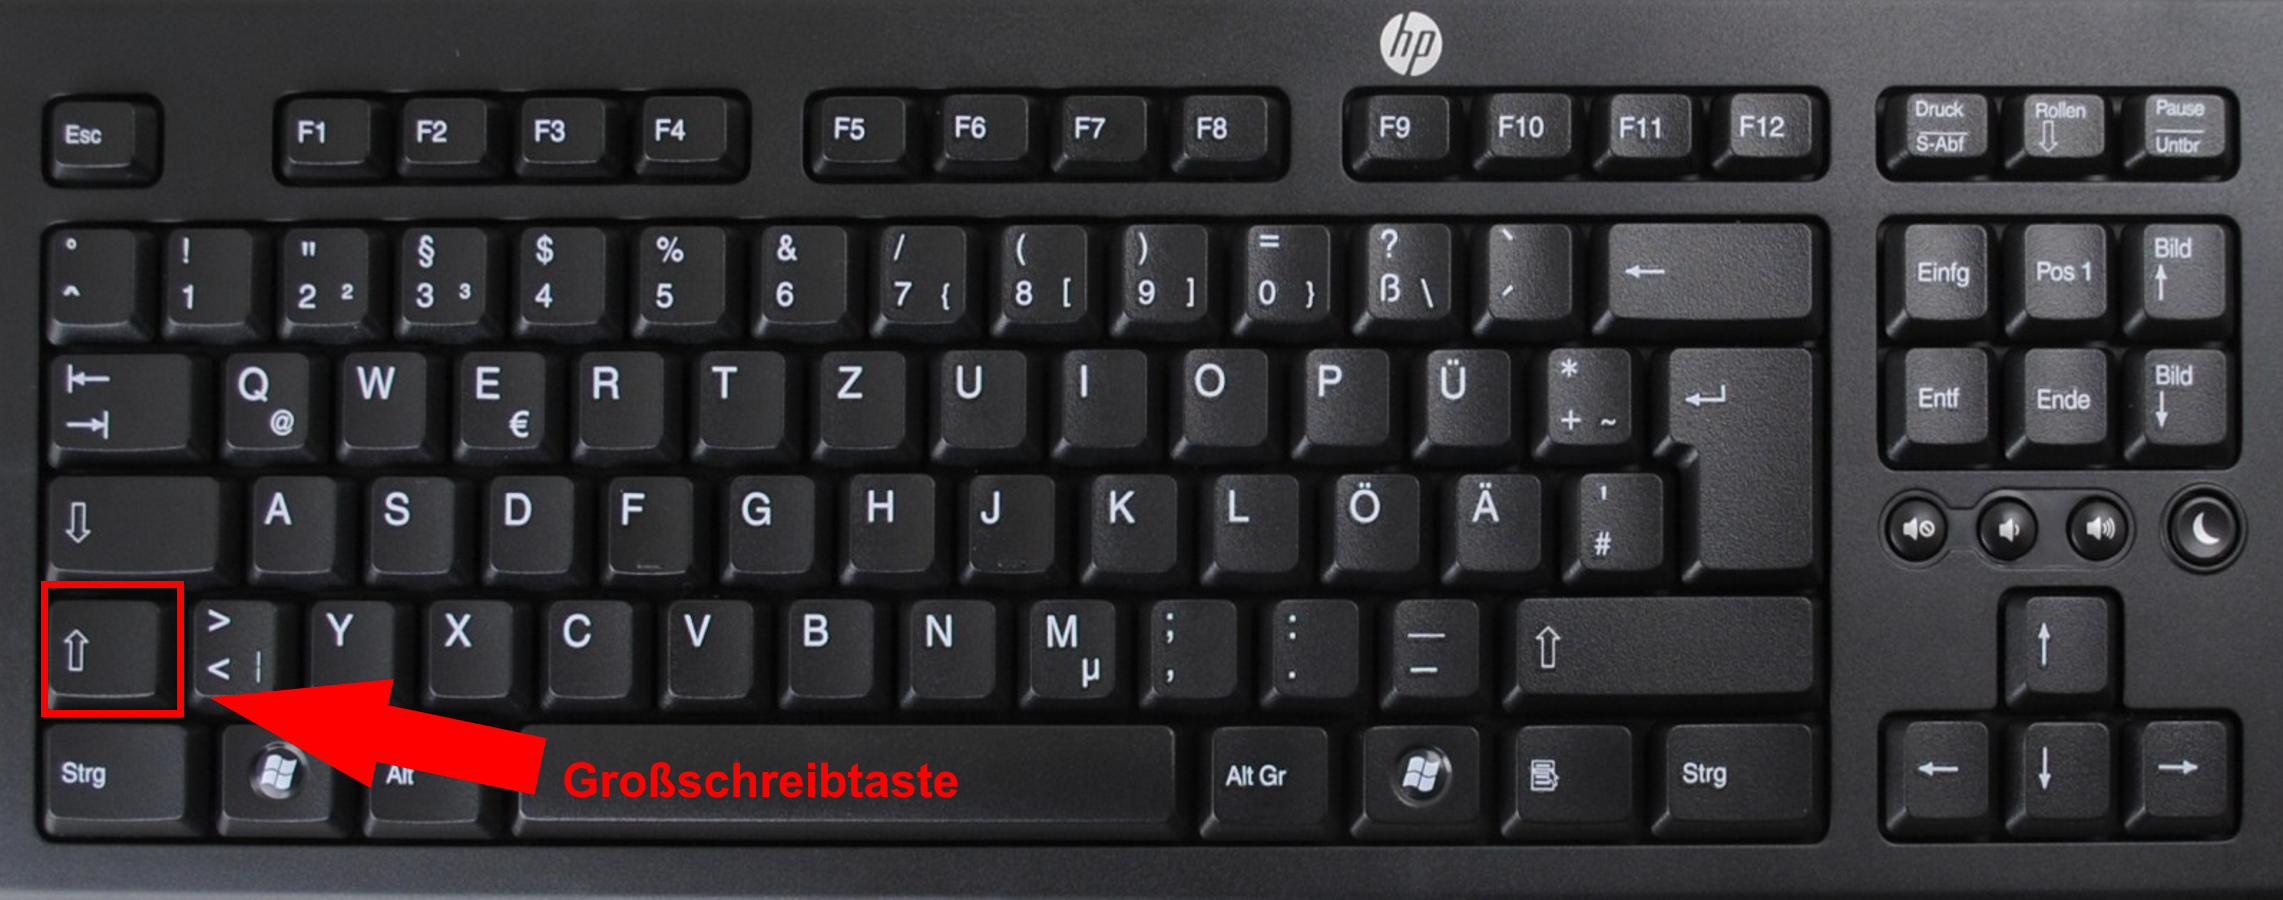 hp
Esc F1 F2 F3 F4 F5 F6 F7 F8 F9 F10 F11 F12 Druck Rollen Pause
S-Abf Untbr
° ! " § $ % & / ( ) = ? `
^ 1 2 ² 3 ³ 4 5 6 7 { 8 [ 9 ] 0 } ß \ ´
Einfg Pos 1 Bild
Q W E R T Z U I O P Ü *
@ € + ~
Entf Ende Bild
A S D F G H J K L Ö Ä '
#
> Y X C V B N M ; : —
< | µ , . –
Strg Alt Alt Gr Strg
Großschreibtaste